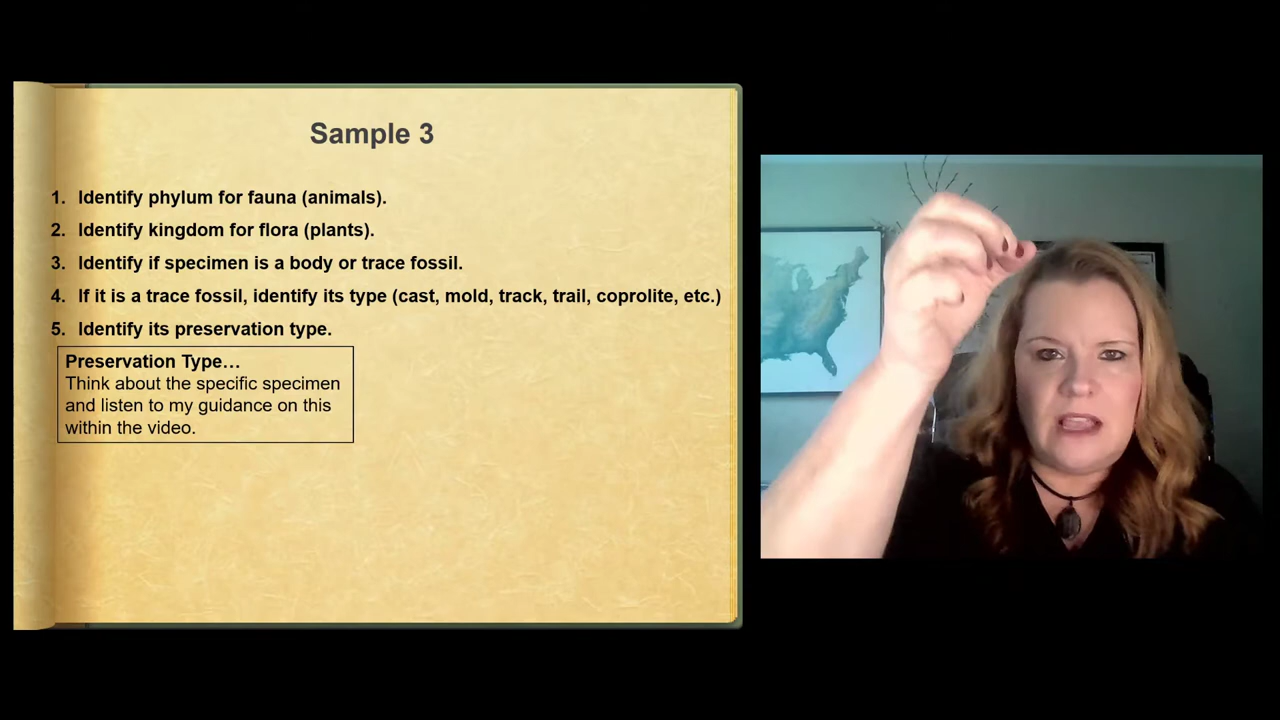 Sample 3
1. Identify phylum for fauna (animals).
2. Identify kingdom for flora (plants).
3. Identify if specimen is a body or trace fossil.
4. If it is a trace fossil, identify its type (cast, mold, track, trail, coprolite, etc.)
5. Identify its preservation type.
Preservation Type…
Think about the specific specimen
and listen to my guidance on this
within the video.